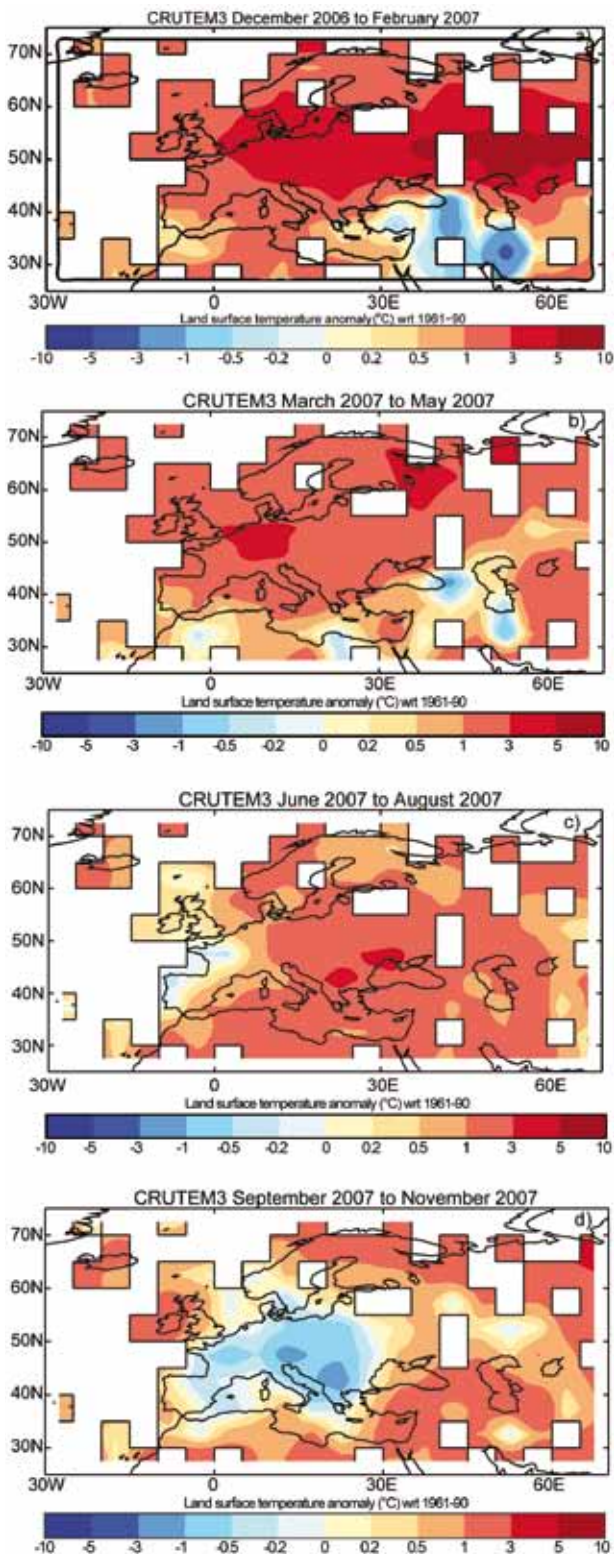 CRUTEM3 December 2006 to February 2007
a)
70N
60N
50N
40N
30N
30W 0 30E 60E
Land surface temperature anomaly (°C) wrt 1961-90
-10 -5 -3 -1 -0.5 -0.2 0 0.2 0.5 1 3 5 10
CRUTEM3 March 2007 to May 2007
b)
70N
60N
50N
40N
30N
30W 0 30E 60E
Land surface temperature anomaly (°C) wrt 1961-90
-10 -5 -3 -1 -0.5 -0.2 0 0.2 0.5 1 3 5 10
CRUTEM3 June 2007 to August 2007
c)
70N
60N
50N
40N
30N
30W 0 30E 60E
Land surface temperature anomaly (°C) wrt 1961-90
-10 -5 -3 -1 -0.5 -0.2 0 0.2 0.5 1 3 5 10
CRUTEM3 September 2007 to November 2007
d)
70N
60N
50N
40N
30N
30W 0 30E 60E
Land surface temperature anomaly (°C) wrt 1961-90
-10 -5 -3 -1 -0.5 -0.2 0 0.2 0.5 1 3 5 10